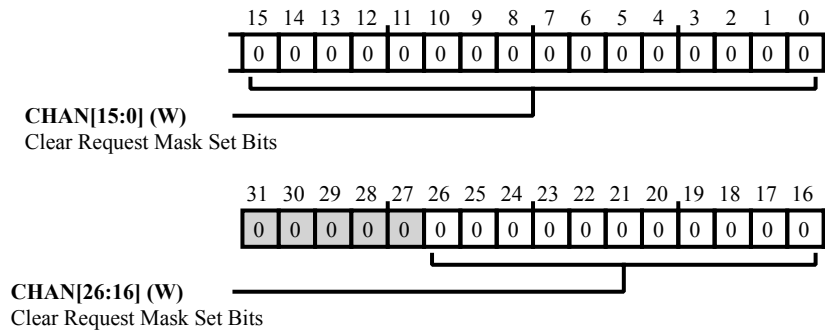 15 14 13 12 11 10 9 8 7 6 5 4 3 2 1 0
0 0 0 0 0 0 0 0 0 0 0 0 0 0 0 0
CHAN[15:0] (W)
Clear Request Mask Set Bits
31 30 29 28 27 26 25 24 23 22 21 20 19 18 17 16
0 0 0 0 0 0 0 0 0 0 0 0 0 0 0 0
CHAN[26:16] (W)
Clear Request Mask Set Bits